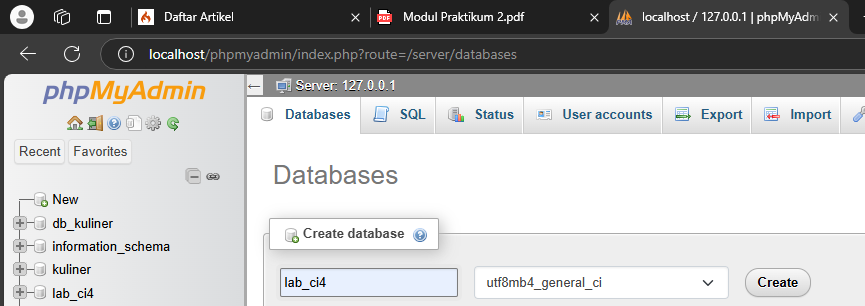 Daftar Artikel
Modul Praktikum 2.pdf
localhost / 127.0.0.1 | phpMyAdm
localhost/phpmyadmin/index.php?route=/server/databases
phpMyAdmin
Recent
Favorites
New
db_kuliner
information_schema
kuliner
lab_ci4
Server: 127.0.0.1
Databases
SQL
Status
User accounts
Export
Import
Databases
Create database
lab_ci4
utf8mb4_general_ci
Create